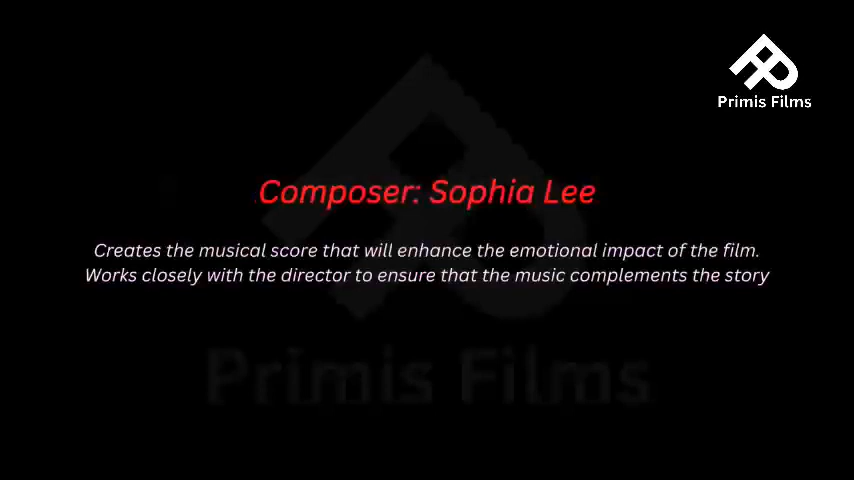 Primis Films
Composer: Sophia Lee
Creates the musical score that will enhance the emotional impact of the film.
Works closely with the director to ensure that the music complements the story
Primis Films